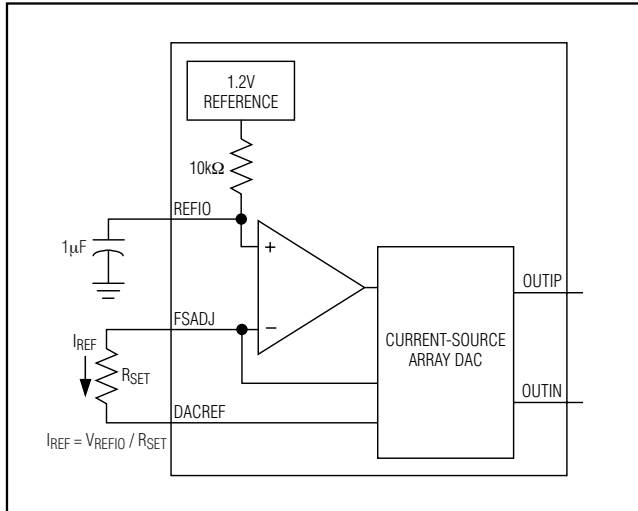 1.2V
REFERENCE
10kΩ
REFIO
1μF
+
−
FSADJ
IREF
RSET
DACREF
CURRENT-SOURCE
ARRAY DAC
OUTIP
OUTIN
IREF = VREFIO / RSET